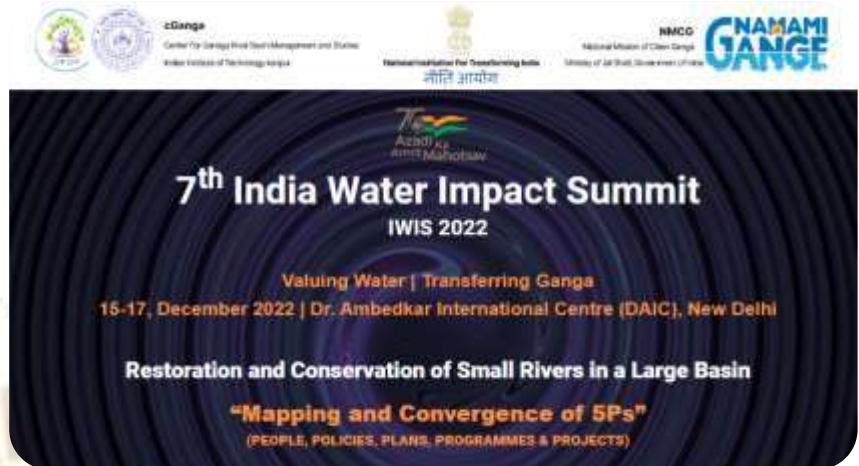 cGanga
Center for Ganga River Basin Management and Studies
Indian Institute of Technology Kanpur
National Institution for Transforming India
नीति आयोग
NMCG
National Mission of Clean Ganga
Ministry of Jal Shakti, Government of India
NAMAMI
GANGE
Azadi Ka
Amrit Mahotsav
7th India Water Impact Summit
IWIS 2022
Valuing Water | Transferring Ganga
15-17, December 2022 | Dr. Ambedkar International Centre (DAIC), New Delhi
Restoration and Conservation of Small Rivers in a Large Basin
“Mapping and Convergence of 5Ps”
(PEOPLE, POLICIES, PLANS, PROGRAMMES & PROJECTS)